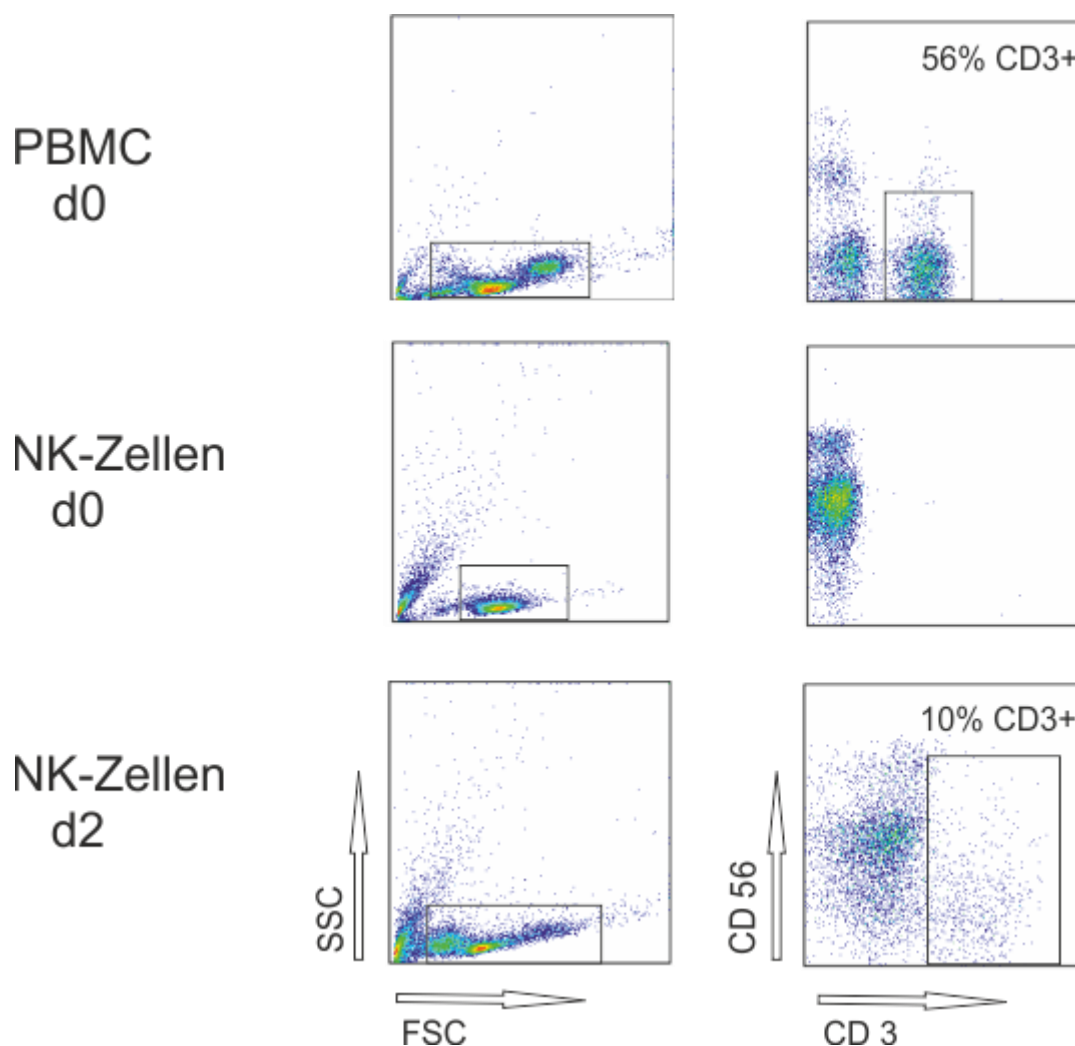 PBMC
d0
56% CD3+
NK-Zellen
d0
NK-Zellen
d2
10% CD3+
SSC
FSC
CD 56
CD 3